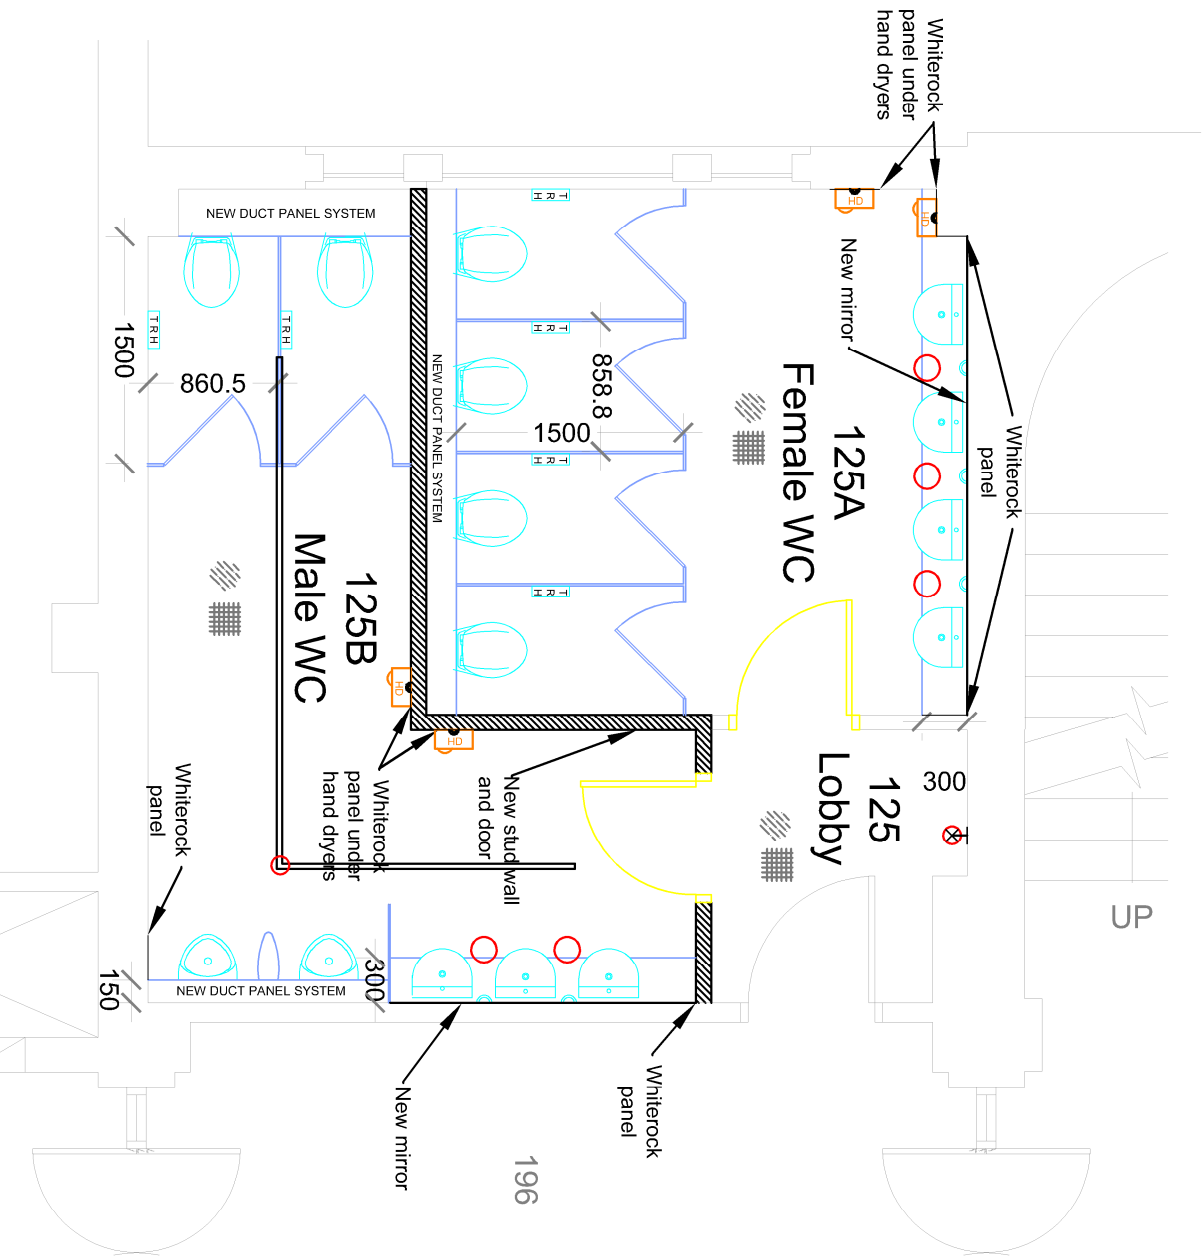 Whiterock
panel under
hand dryers
NEW DUCT PANEL SYSTEM
T R H
HD
HD
New mirror
1500
T R H
T R H
860.5
T R H
858.8
1500
NEW DUCT PANEL SYSTEM
T R H
T R H
125A
Female WC
Whiterock
panel
125B
Male WC
HD
HD
Whiterock
panel under
hand dryers
New stud wall
and door
125
Lobby
300
Whiterock
panel
UP
300
150
NEW DUCT PANEL SYSTEM
New mirror
Whiterock
panel
196